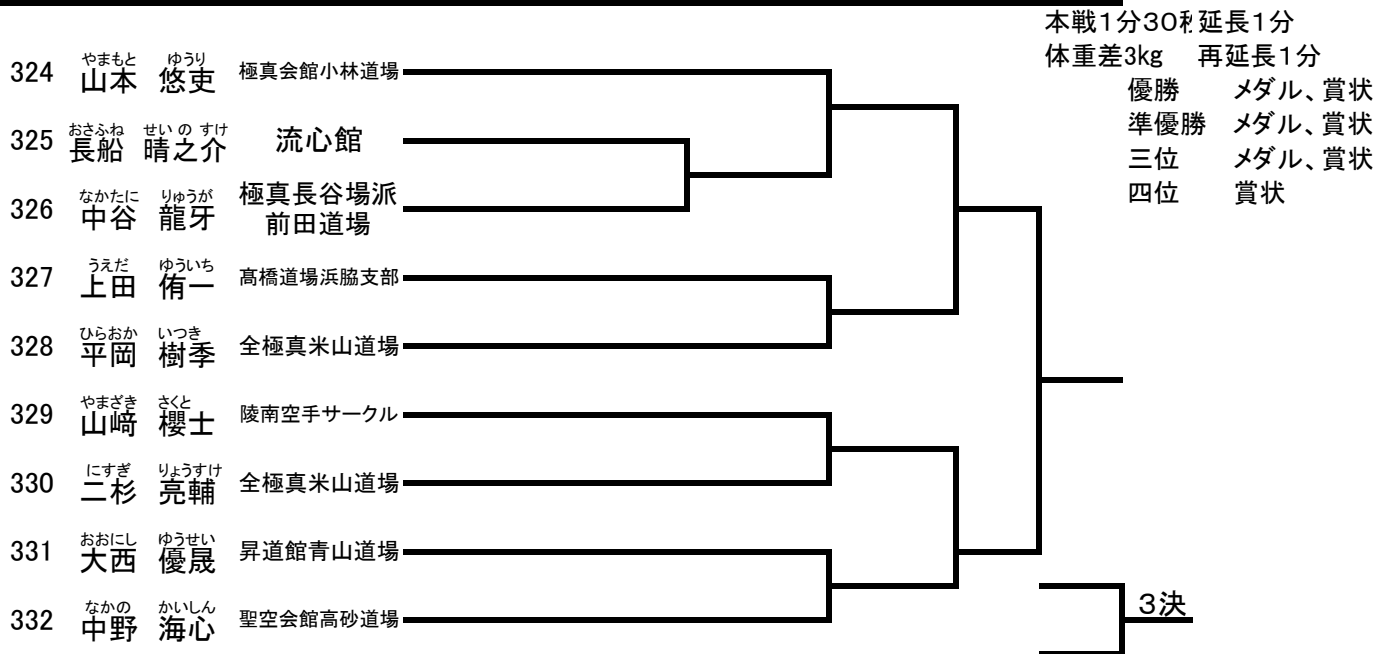 本戦1分30秒 延長1分
体重差3kg 再延長1分
優勝 メダル、賞状
準優勝 メダル、賞状
三位 メダル、賞状
四位 賞状
やまもと ゆうり
324 山本 悠吏 極真会館小林道場
おさふね せいのすけ
325 長船 晴之介 流心館
なかたに りゅうが
326 中谷 龍牙 極真長谷場派
前田道場
うえだ ゆういち
327 上田 侑一 髙橋道場浜脇支部
ひらおか いつき
328 平岡 樹季 全極真米山道場
やまざき さくと
329 山﨑 櫻士 陵南空手サークル
にすぎ りょうすけ
330 二杉 亮輔 全極真米山道場
おおにし ゆうせい
331 大西 優晟 昇道館青山道場
なかの かいしん
332 中野 海心 聖空会館高砂道場
3決